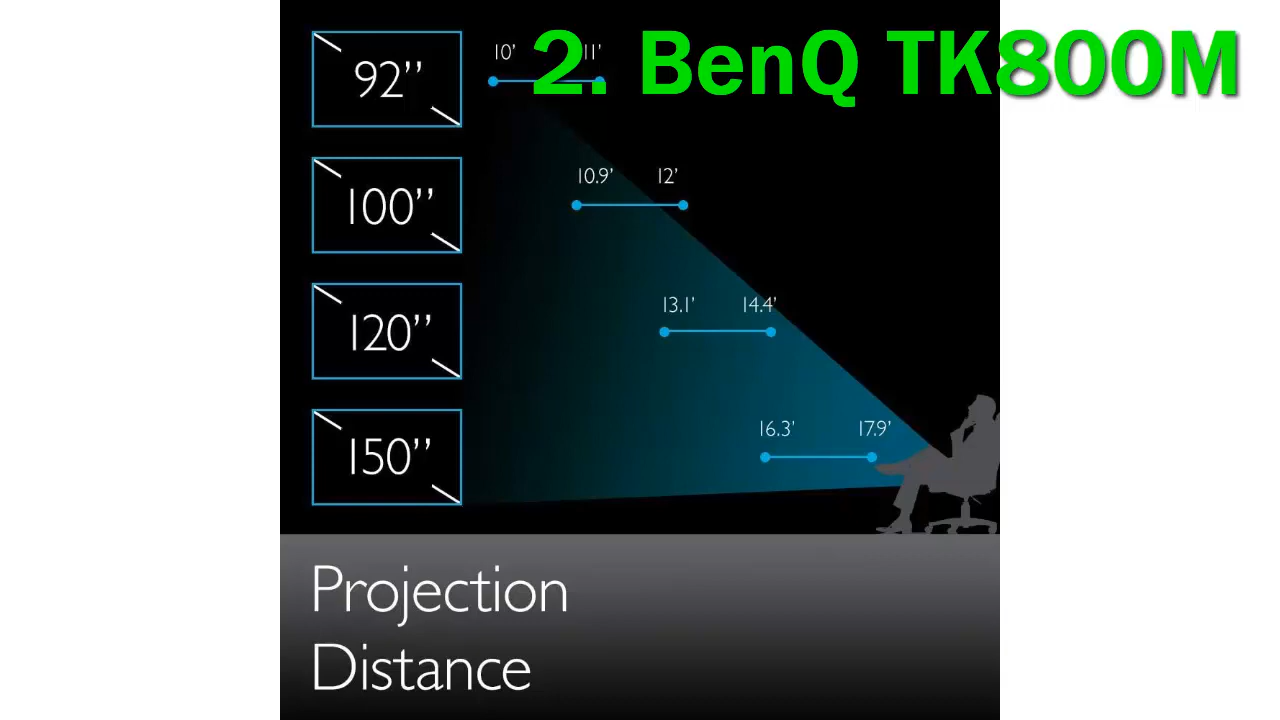 2. BenQ TK800M
92’’
10’ 11’
100’’
10.9’ 12’
120’’
13.1’ 14.4’
150’’
16.3’ 17.9’
Projection
Distance